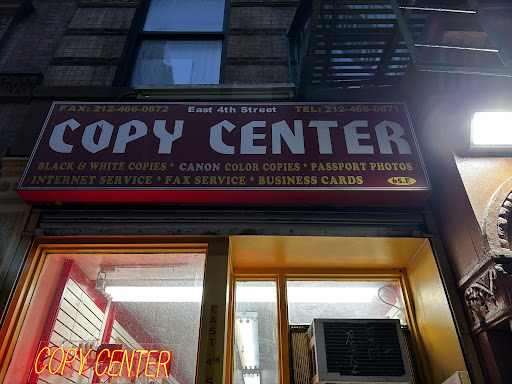 FAX: 212-466-0872 East 4th Street TEL: 212-466-6871
COPY CENTER
BLACK & WHITE COPIES * CANON COLOR COPIES * PASSPORT PHOTOS
INTERNET SERVICE * FAX SERVICE * BUSINESS CARDS 65.E
COPY CENTER